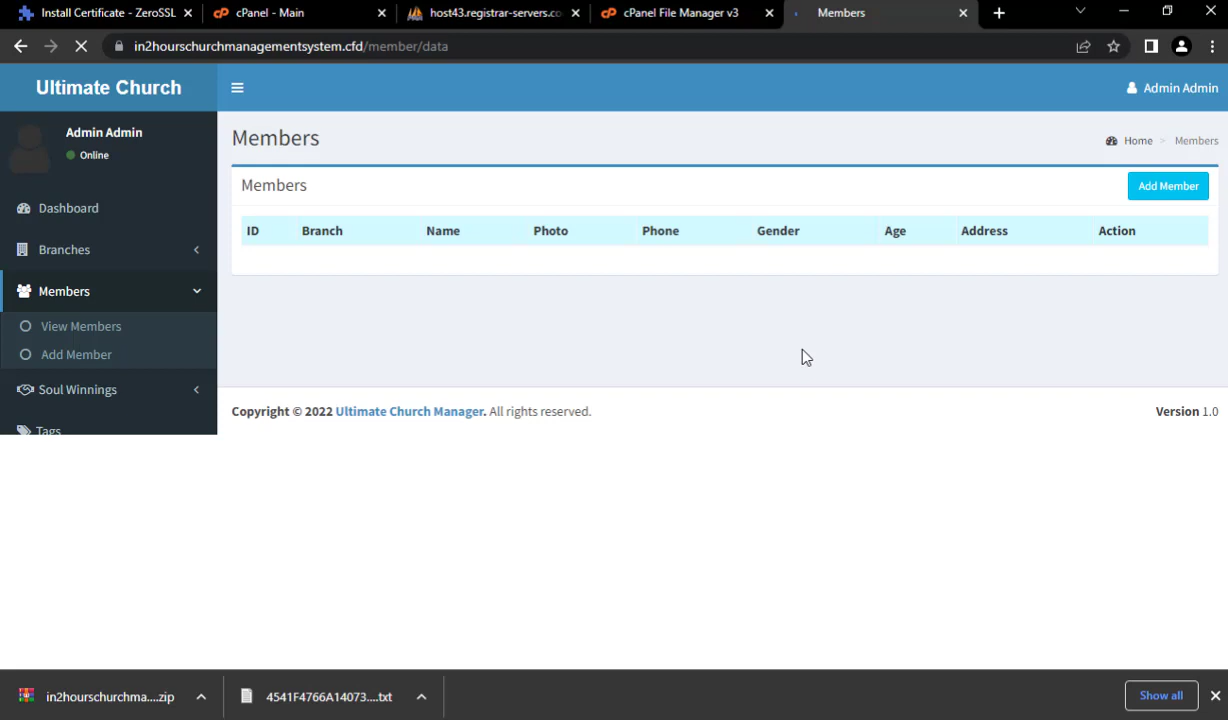 Install Certificate - ZeroSSL
cPanel - Main
host43.registrar-servers.co
cPanel File Manager v3
Members
in2hourschurchmanagementsystem.cfd/member/data
Ultimate Church
Admin Admin
Admin Admin
Online
Members
Home > Members
Members
Add Member
ID Branch Name Photo Phone Gender Age Address Action
Dashboard
Branches
Members
View Members
Add Member
Soul Winnings
Tags
Copyright © 2022 Ultimate Church Manager. All rights reserved.
Version 1.0
in2hourschurchma....zip
4541F4766A14073....txt
Show all